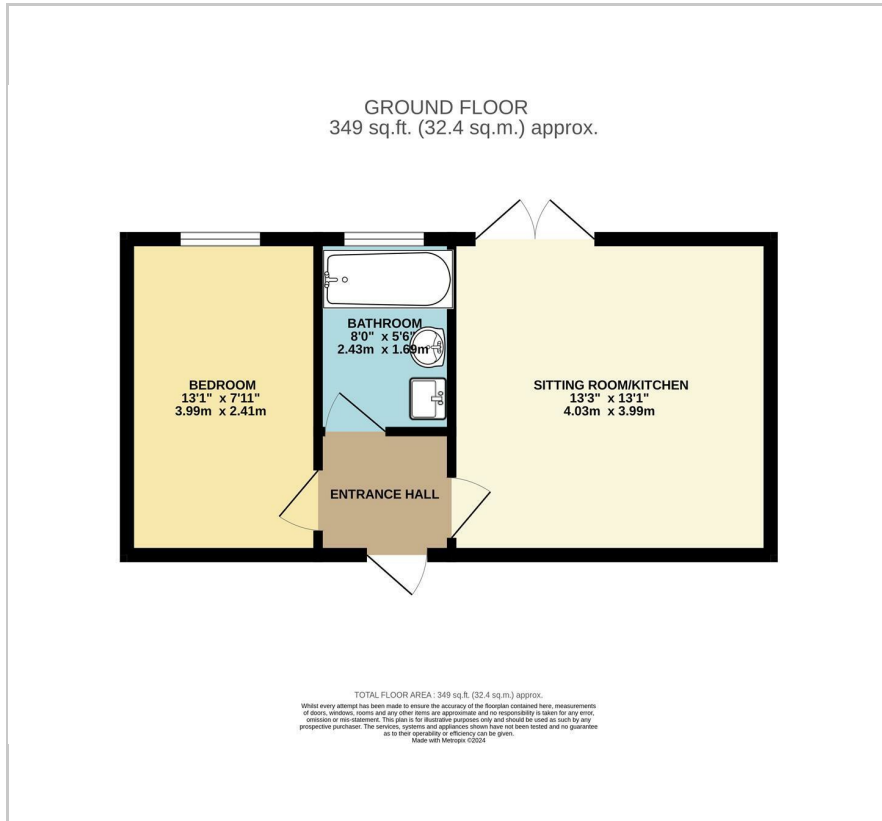 GROUND FLOOR
349 sq.ft. (32.4 sq.m.) approx.
BATHROOM
8'0" x 5'6"
2.43m x 1.69m
BEDROOM
13'1" x 7'11"
3.99m x 2.41m
SITTING ROOM/KITCHEN
13'3" x 13'1"
4.03m x 3.99m
ENTRANCE HALL
TOTAL FLOOR AREA : 349 sq.ft. (32.4 sq.m.) approx.
Whilst every attempt has been made to ensure the accuracy of the floorplan contained here, measurements
of doors, windows, rooms and any other items are approximate and no responsibility is taken for any error,
omission or mis-statement. This plan is for illustrative purposes only and should be used as such by any
prospective purchaser. The services, systems and appliances shown have not been tested and no guarantee
as to their operability or efficiency can be given.
Made with Metropix ©2024